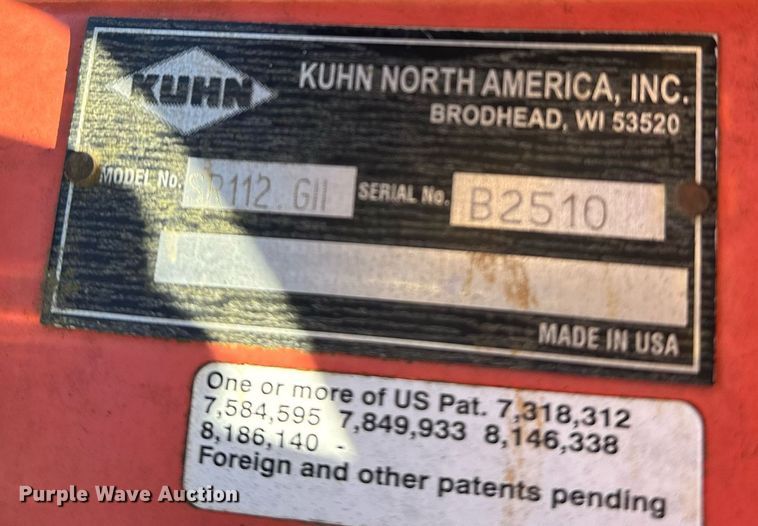 KUHN
KUHN NORTH AMERICA, INC.
BRODHEAD, WI 53520
MODEL No. SR112 GII SERIAL No. B2510
MADE IN USA
One or more of US Pat. 7,318,312
7,584,595 7,849,933 8,146,338
8,186,140 -
Foreign and other patents pending
Purple Wave Auction